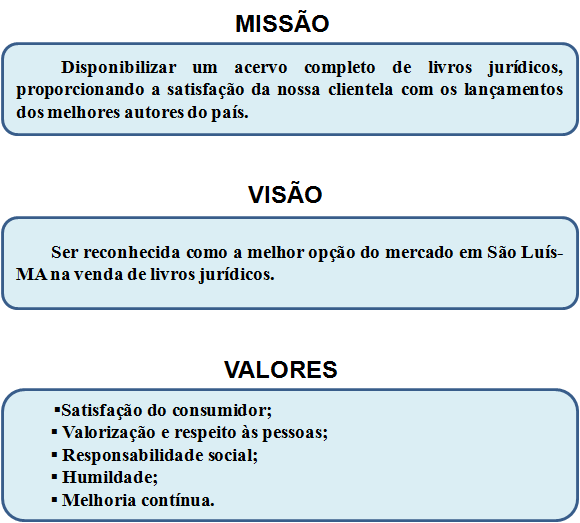 MISSÃO
Disponibilizar um acervo completo de livros jurídicos,
proporcionando a satisfação da nossa clientela com os lançamentos
dos melhores autores do país.
VISÃO
Ser reconhecida como a melhor opção do mercado em São Luís-
MA na venda de livros jurídicos.
VALORES
▪Satisfação do consumidor;
▪ Valorização e respeito às pessoas;
▪ Responsabilidade social;
▪ Humildade;
▪ Melhoria contínua.